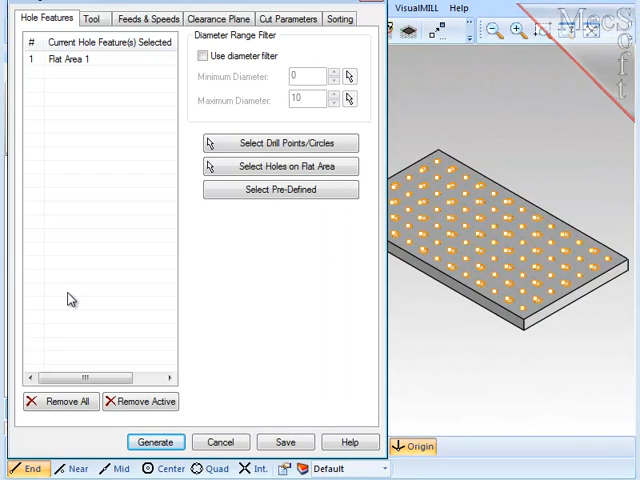 Hole Features Tool Feeds & Speeds Clearance Plane Cut Parameters Sorting
VisualMILL Help
MecSoft
# Current Hole Feature(s) Selected
1 Flat Area 1
Diameter Range Filter
Use diameter filter
Minimum Diameter: 0
Maximum Diameter: 10
Select Drill Points/Circles
Select Holes on Flat Area
Select Pre-Defined
Remove All Remove Active
Generate Cancel Save Help
Origin
End Near Mid Center Quad Int. Default